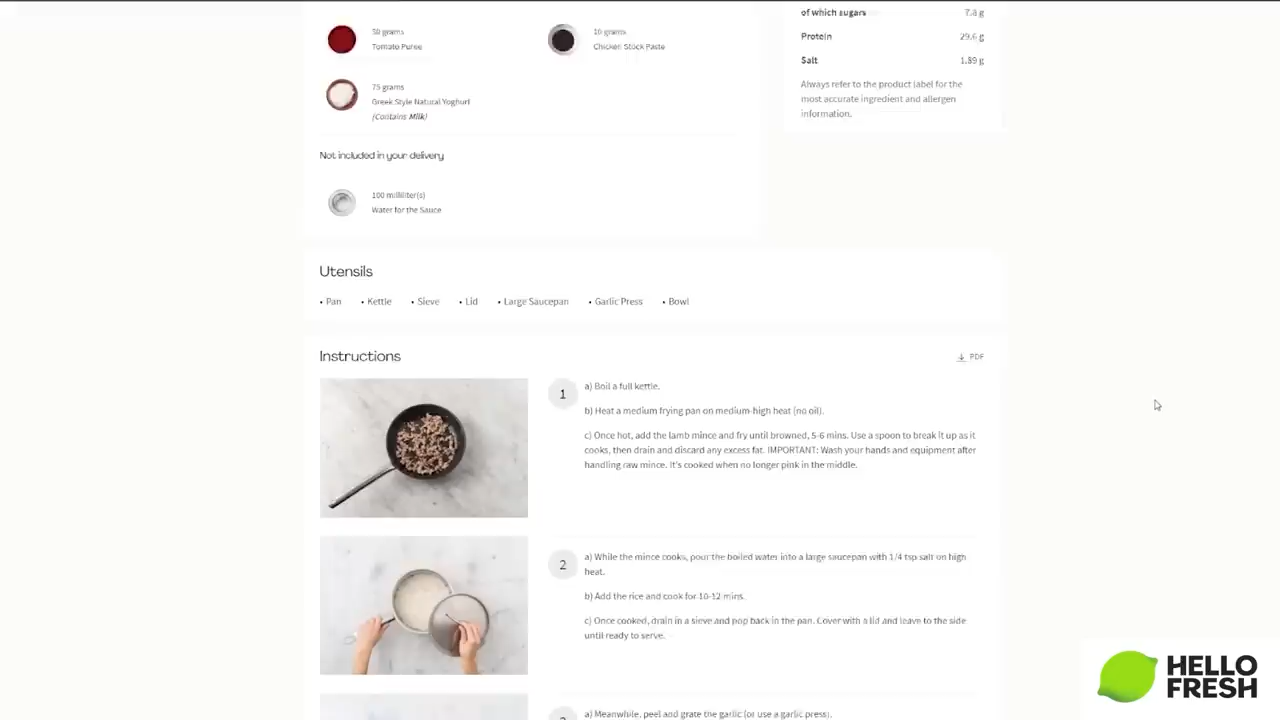 of which sugars 7.8 g
Protein 29.6 g
Salt 1.89 g
Always refer to the product label for the
most accurate ingredient and allergen
information.
30 grams
Tomato Puree
10 grams
Chicken Stock Paste
75 grams
Greek Style Natural Yoghurt
(Contains Milk)
Not included in your delivery
100 milliliter(s)
Water for the Sauce
Utensils
• Pan • Kettle • Sieve • Lid • Large Saucepan • Garlic Press • Bowl
Instructions
PDF
1
a) Boil a full kettle.
b) Heat a medium frying pan on medium-high heat (no oil).
c) Once hot, add the lamb mince and fry until browned, 5-6 mins. Use a spoon to break it up as it
cooks, then drain and discard any excess fat. IMPORTANT: Wash your hands and equipment after
handling raw mince. It's cooked when no longer pink in the middle.
2
a) While the mince cooks, pour the boiled water into a large saucepan with 1/4 tsp salt on high
heat.
b) Add the rice and cook for 10-12 mins.
c) Once cooked, drain in a sieve and pop back in the pan. Cover with a lid and leave to the side
until ready to serve.
a) Meanwhile, peel and grate the garlic (or use a garlic press).
HELLO
FRESH